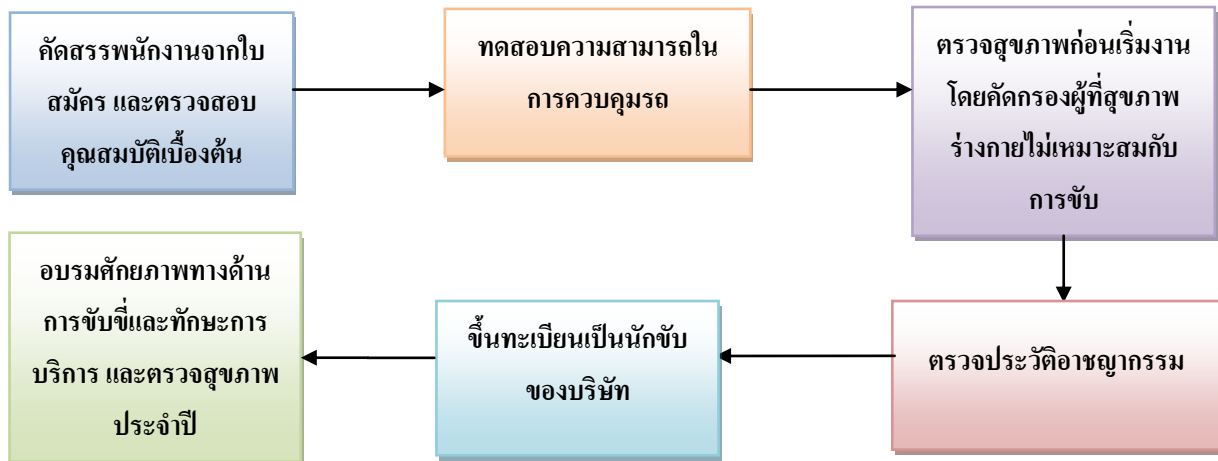 คัดสรรพนักงานจากใบ
สมัคร และตรวจสอบ
คุณสมบัติเบื้องต้น
ทดสอบความสามารถใน
การควบคุมรถ
ตรวจสุขภาพก่อนเริ่มงาน
โดยคัดกรองผู้ที่สุขภาพ
ร่างกายไม่เหมาะสมกับ
การขับ
ตรวจประวัติอาชญากรรม
ขึ้นทะเบียนเป็นนักขับ
ของบริษัท
อบรมศักยภาพทางด้าน
การขับขี่และทักษะการ
บริการ และตรวจสุขภาพ
ประจำปี